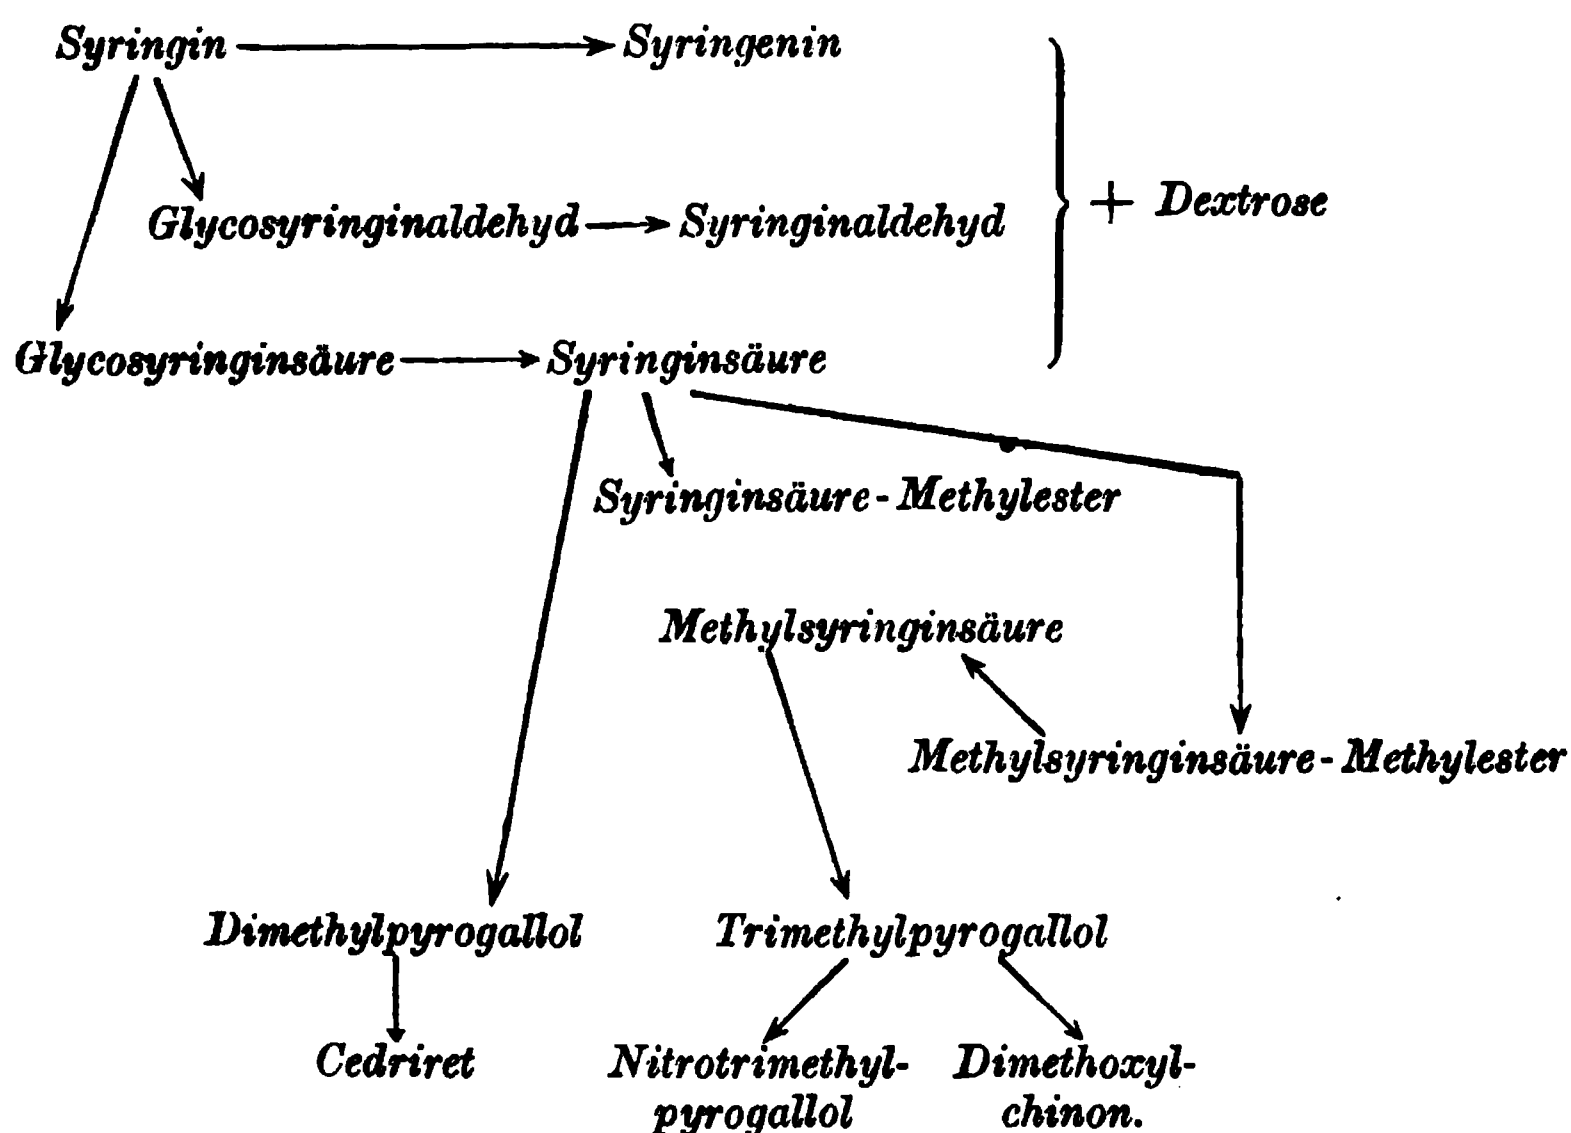 Syringin Syringenin
+ Dextrose
Glycosyringinaldehyd Syringinaldehyd
Glycosyringinsäure Syringinsäure
Syringinsäure-Methylester
Methylsyringinsäure
Methylsyringinsäure-Methylester
Dimethylpyrogallol Trimethylpyrogallol
Cedriret Nitrotrimethyl- Dimethoxyl-
pyrogallol chinon.